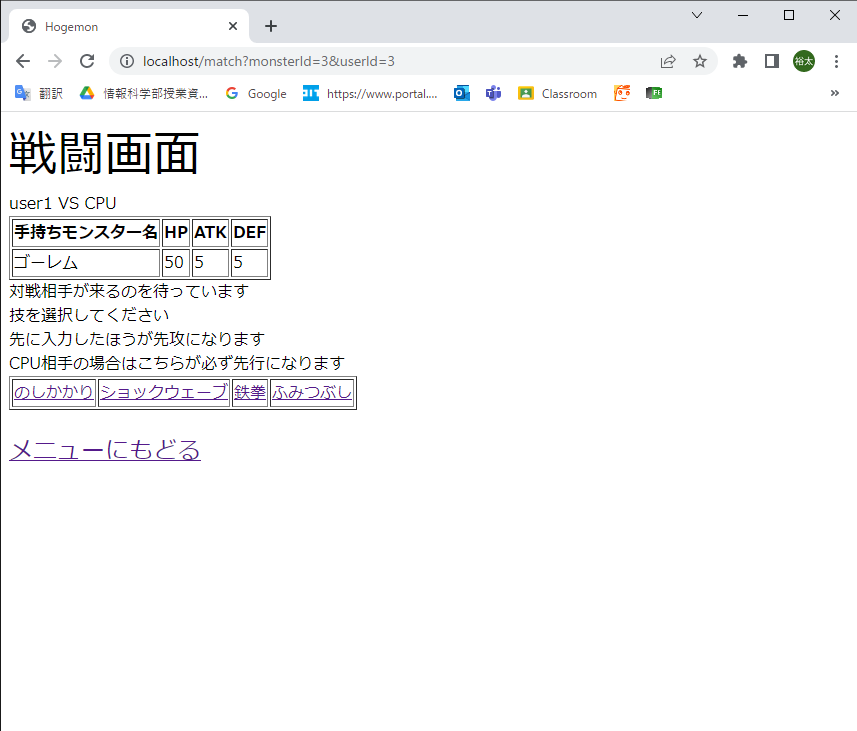 Hogemon
localhost/match?monsterId=3&userId=3
裕太
翻訳 情報科学部授業資... Google https://www.portal.... Classroom »
戦闘画面
user1 VS CPU
手持ちモンスター名 HP ATK DEF
ゴーレム 50 5 5
対戦相手が来るのを待っています
技を選択してください
先に入力したほうが先攻になります
CPU相手の場合はこちらが必ず先行になります
のしかかり ショックウェーブ 鉄拳 ふみつぶし
メニューにもどる